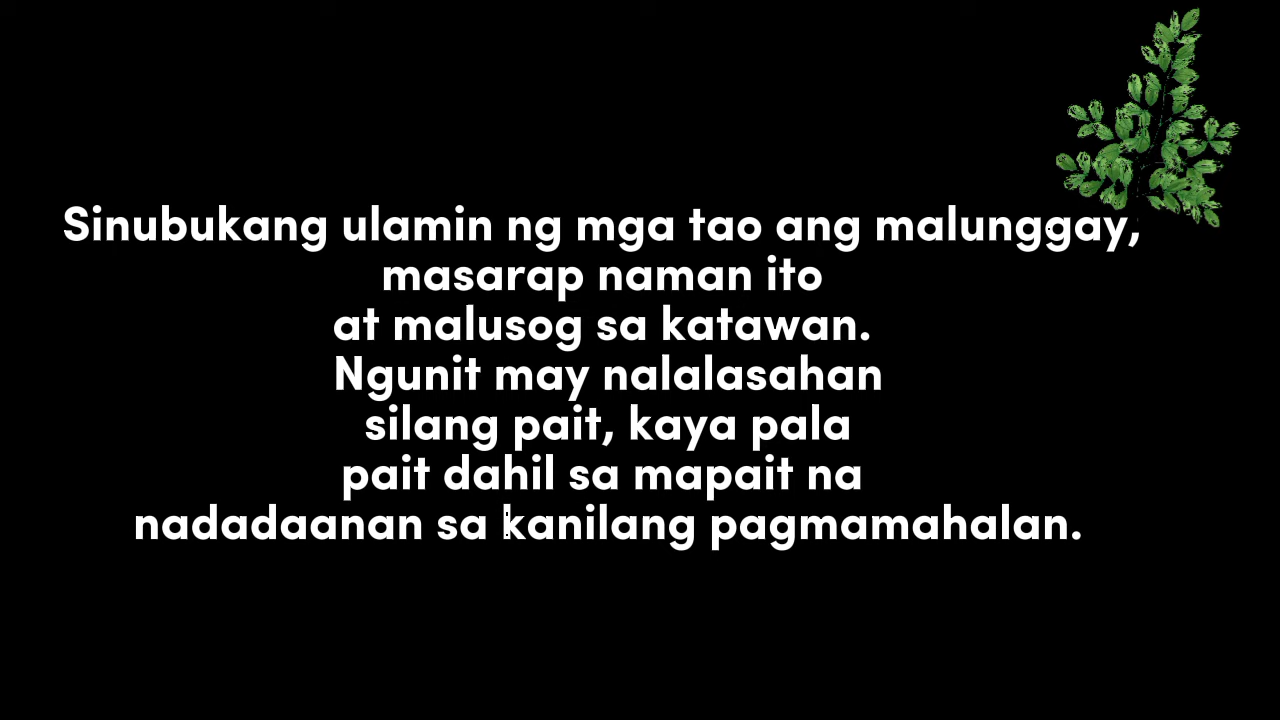 Sinubukang ulamin ng mga tao ang malunggay,
masarap naman ito
at malusog sa katawan.
Ngunit may nalalasahan
silang pait, kaya pala
pait dahil sa mapait na
nadadaanan sa kanilang pagmamahalan.